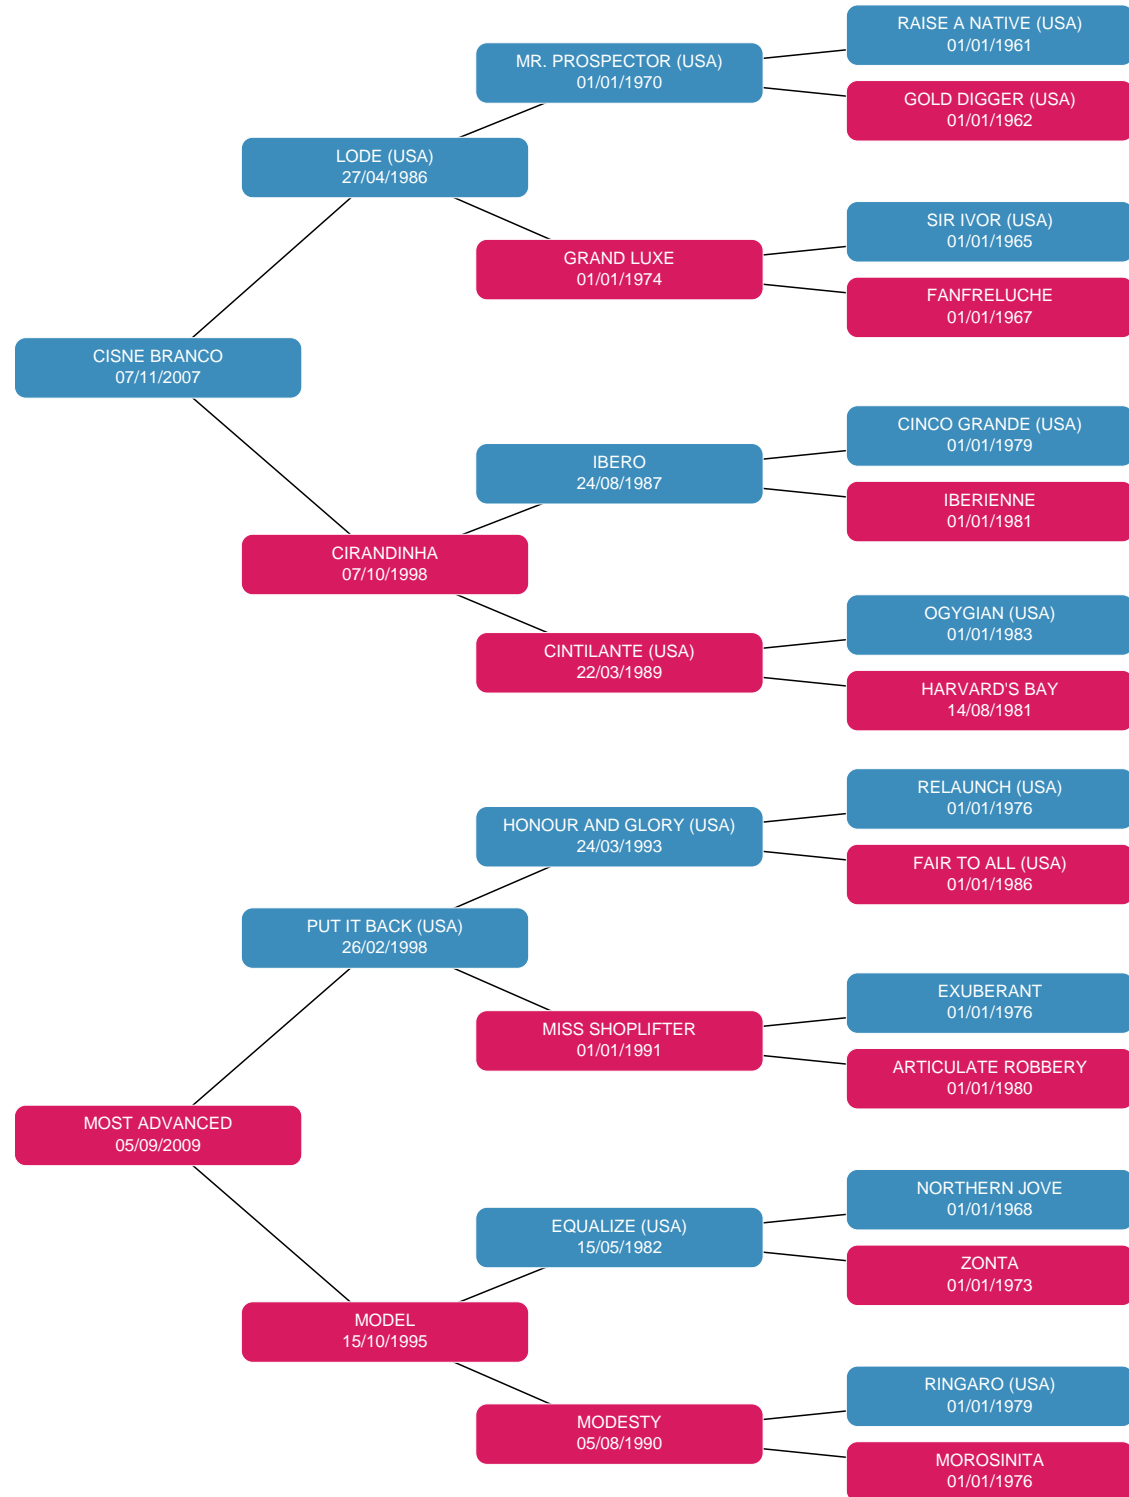 RAISE A NATIVE (USA)
01/01/1961
MR. PROSPECTOR (USA)
01/01/1970
GOLD DIGGER (USA)
01/01/1962
LODE (USA)
27/04/1986
SIR IVOR (USA)
01/01/1965
GRAND LUXE
01/01/1974
FANFRELUCHE
01/01/1967
CISNE BRANCO
07/11/2007
CINCO GRANDE (USA)
01/01/1979
IBERO
24/08/1987
IBERIENNE
01/01/1981
CIRANDINHA
07/10/1998
OGYGIAN (USA)
01/01/1983
CINTILANTE (USA)
22/03/1989
HARVARD'S BAY
14/08/1981
RELAUNCH (USA)
01/01/1976
HONOUR AND GLORY (USA)
24/03/1993
FAIR TO ALL (USA)
01/01/1986
PUT IT BACK (USA)
26/02/1998
EXUBERANT
01/01/1976
MISS SHOPLIFTER
01/01/1991
ARTICULATE ROBBERY
01/01/1980
MOST ADVANCED
05/09/2009
NORTHERN JOVE
01/01/1968
EQUALIZE (USA)
15/05/1982
ZONTA
01/01/1973
MODEL
15/10/1995
RINGARO (USA)
01/01/1979
MODESTY
05/08/1990
MOROSINITA
01/01/1976